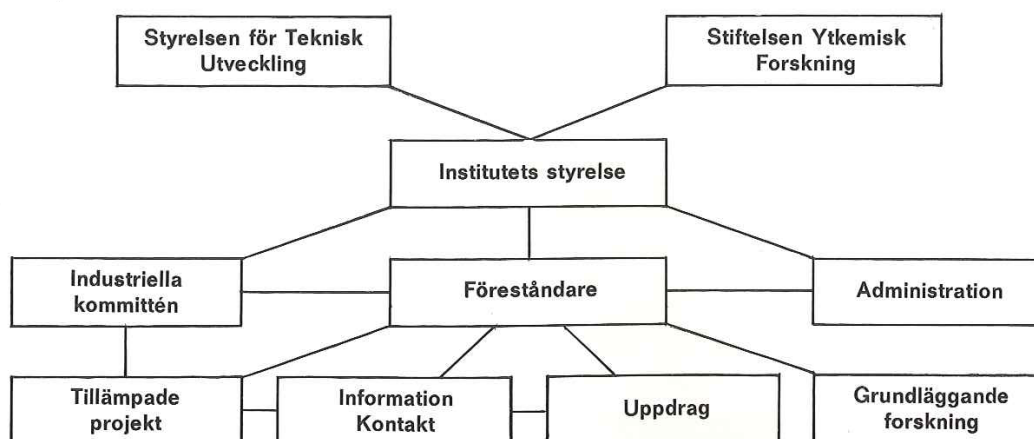 Styrelsen för Teknisk
Utveckling
Stiftelsen Ytkemisk
Forskning
Institutets styrelse
Industriella
kommittén
Föreståndare
Administration
Tillämpade
projekt
Information
Kontakt
Uppdrag
Grundläggande
forskning